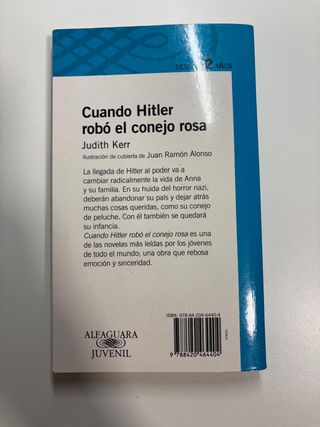 DESDE 12 AÑOS
Cuando Hitler
robó el conejo rosa
Judith Kerr
Ilustración de cubierta de Juan Ramón Alonso
La llegada de Hitler al poder va a
cambiar radicalmente la vida de Anna
y su familia. En su huida del horror nazi,
deberán abandonar su país y dejar atrás
muchas cosas queridas, como su conejo
de peluche. Con él también se quedará
su infancia.
Cuando Hitler robó el conejo rosa es una
de las novelas más leídas por los jóvenes
de todo el mundo; una obra que rebosa
emoción y sinceridad.
ALFAGUARA
JUVENIL
ISBN: 978-84-204-6440-4
9 788420 464404